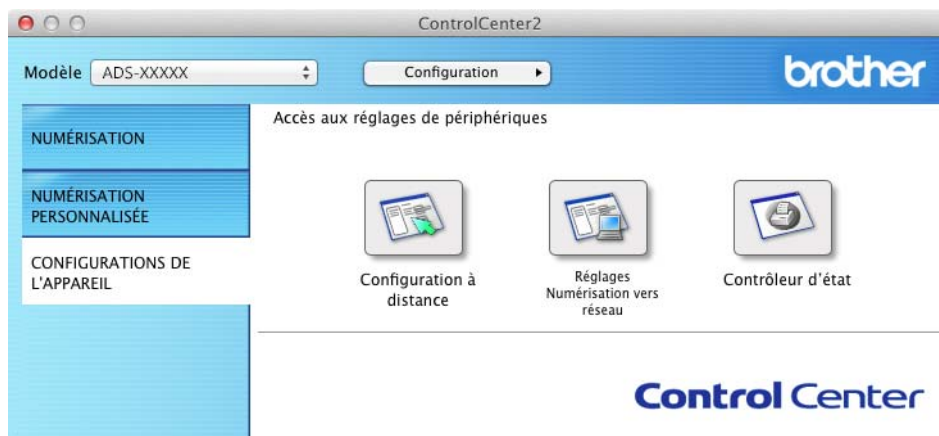 ControlCenter2
Modèle ADS-XXXXX Configuration brother
NUMÉRISATION
NUMÉRISATION
PERSONNALISÉE
CONFIGURATIONS DE
L'APPAREIL
Accès aux réglages de périphériques
Configuration à
distance
Réglages
Numérisation vers
réseau
Contrôleur d'état
Control Center